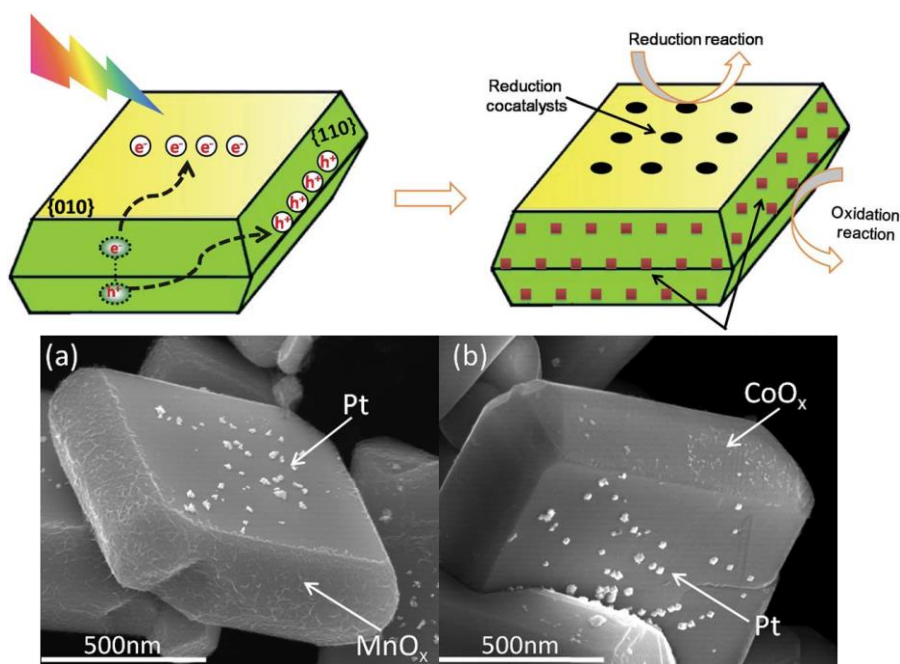 Reduction reaction
Reduction
cocatalysts
e⁻ e⁻ e⁻ e⁻
{110}
h⁺
h⁺
h⁺
h⁺
{010}
e⁻
h⁺
Oxidation
reaction
(a)
Pt
MnOₓ
500nm
(b)
CoOₓ
Pt
500nm